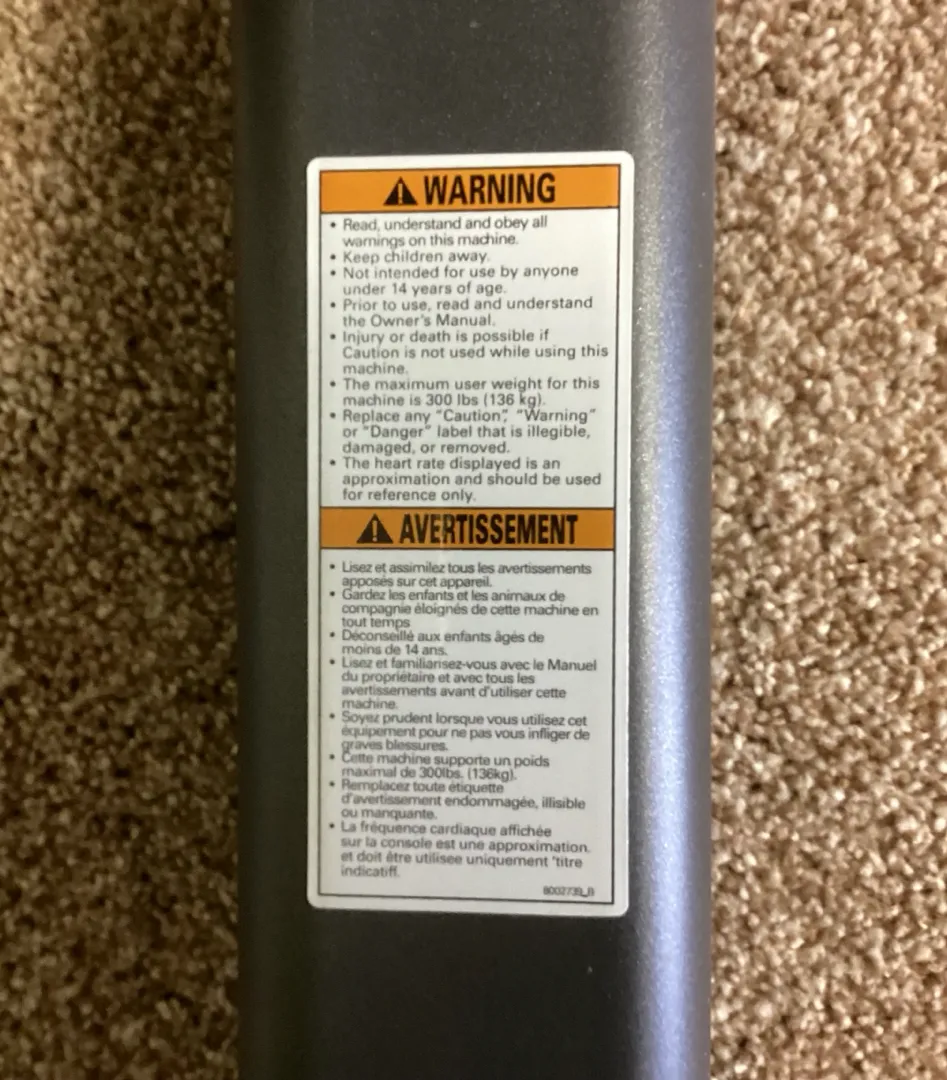 WARNING
• Read, understand and obey all
warnings on this machine.
• Keep children away.
• Not intended for use by anyone
under 14 years of age.
• Prior to use, read and understand
the Owner's Manual.
• Injury or death is possible if
Caution is not used while using this
machine.
• The maximum user weight for this
machine is 300 lbs (136 kg).
• Replace any "Caution", "Warning"
or "Danger" label that is illegible,
damaged, or removed.
• The heart rate displayed is an
approximation and should be used
for reference only.
AVERTISSEMENT
• Lisez et assimilez tous les avertissements
apposés sur cet appareil.
• Gardez les enfants et les animaux de
compagnie éloignés de cette machine en
tout temps
• Déconseillé aux enfants âgés de
moins de 14 ans.
• Lisez et familiarisez-vous avec le Manuel
du propriétaire et avec tous les
avertissements avant d'utiliser cette
machine.
• Soyez prudent lorsque vous utilisez cet
équipement pour ne pas vous infliger de
graves blessures.
• Cette machine supporte un poids
maximal de 300lbs. (136kg).
• Remplacez toute étiquette
d'avertissement endommagée, illisible
ou manquante.
• La fréquence cardiaque affichée
sur la console est une approximation.
et doit être utilisee uniquement 'titre
indicatiff.
8002739_B